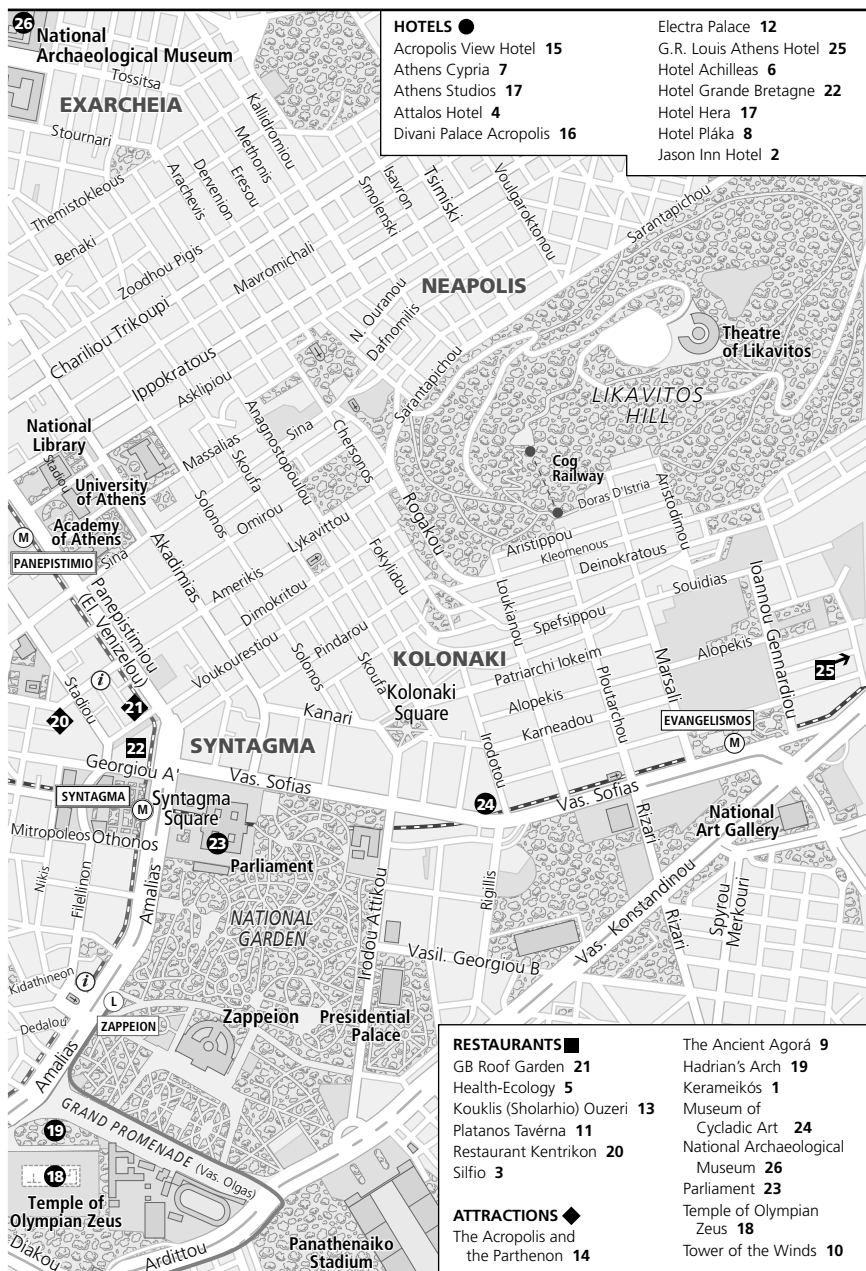 26
National
Archaeological Museum
Tossitsa
EXARCHEIA
Stournari
Kallidromiou
Methonis
Eresou
Dervenion
Arachevis
Themistokleous
Benaki
Zoodhou Pigis
Mavromichali
Chariliou Trikoupi
Ippokratous
Asklipiou
Isavron
Smolenski
Tsimiski
Voulgaroktonou
Sarantapichou
NEAPOLIS
N. Ouranou
Dafnomilis
Sarantapichou
HOTELS
Acropolis View Hotel 15
Athens Cypria 7
Athens Studios 17
Attalos Hotel 4
Divani Palace Acropolis 16
Electra Palace 12
G.R. Louis Athens Hotel 25
Hotel Achilleas 6
Hotel Grande Bretagne 22
Hotel Hera 17
Hotel Pláka 8
Jason Inn Hotel 2
Theatre
of Likavitos
LIKAVITOS
HILL
Cog
Railway
Doras D'Istria
Aristodimou
Aristippou
Kleomenous
Deinokratous
National
Library
Stadiou
University
of Athens
Academy
of Athens
M
PANEPISTIMIO
Sina
Massalias
Skoufa
Anagnostopoulou
Sina
Chersonos
Solonos
Omirou
Lykavittou
Rogakou
Akadimias
Amerikis
Dimokritou
Fokylidou
Panepistimiou
(El. Venizelou)
Voukourestiou
Pindarou
Solonos
Skoufa
Loukianou
Spefsippou
Souidias
Ioannou Gennardiou
KOLONAKI
Patriarchi Iokeim
Alopekis
Marsali
Ploutarchou
Alopekis
Karneadou
Kolonaki
Square
Kanari
Irodotou
25
EVANGELISMOS
M
i
Stadiou
20
21
22
SYNTAGMA
Georgiou A'
Vas. Sofias
24
Vas. Sofias
SYNTAGMA
M
Syntagma
Square
Mitropoleos
Othonos
23
Parliament
Nikis
Filellinon
Amalias
NATIONAL
GARDEN
Irodou Attikou
Rigillis
Rizari
National
Art Gallery
Vas. Konstandinou
Rizari
Spyrou
Merkouri
Vasil. Georgiou B
Kidathineon
i
Dedalou
L
ZAPPEION
Zappeion
Presidential
Palace
Amalias
GRAND PROMENADE (Vas. Olgas)
19
18
Temple of
Olympian Zeus
Diakou
Ardittou
Panathenaiko
Stadium
RESTAURANTS
GB Roof Garden 21
Health-Ecology 5
Kouklis (Sholarhio) Ouzeri 13
Platanos Tavérna 11
Restaurant Kentrikon 20
Silfio 3
ATTRACTIONS
The Acropolis and
the Parthenon 14
The Ancient Agorá 9
Hadrian's Arch 19
Kerameikós 1
Museum of
Cycladic Art 24
National Archaeological
Museum 26
Parliament 23
Temple of Olympian
Zeus 18
Tower of the Winds 10